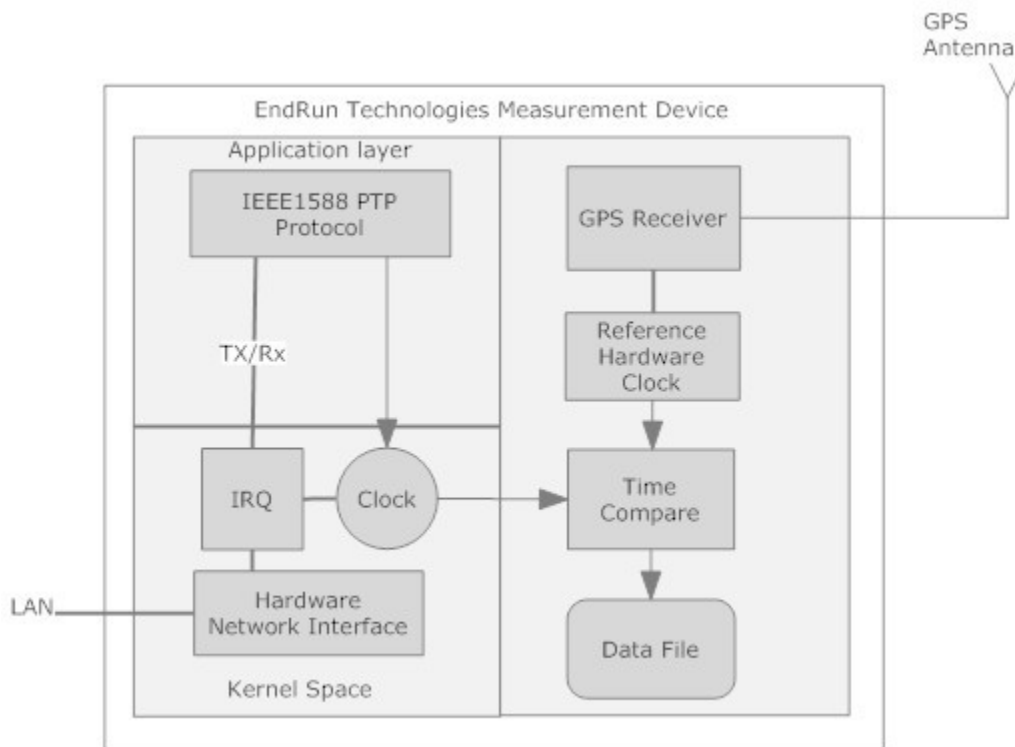 GPS
Antenna
EndRun Technologies Measurement Device
Application layer
IEEE1588 PTP
Protocol
GPS Receiver
TX/Rx
Reference
Hardware
Clock
IRQ
Clock
Time
Compare
LAN
Hardware
Network Interface
Data File
Kernel Space